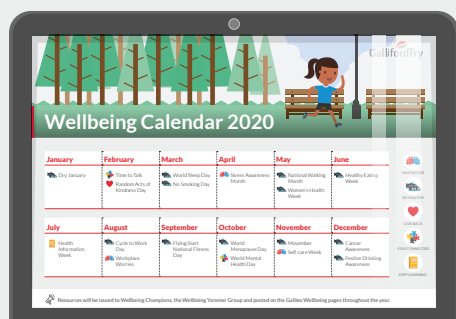 GallifordTry
Wellbeing Calendar 2020
January
February
March
April
May
June
Dry January
Time to Talk
Random Acts of
Kindness Day
World Sleep Day
No Smoking Day
Stress Awareness
Month
National Walking
Month
Women's Health
Week
Healthy Eating
Week
July
August
September
October
November
December
Health
Information
Week
Cycle to Work
Day
Workplace
Worries
Flying Start
National Fitness
Day
World
Menopause Day
World Mental
Health Day
Movember
Self-care Week
Cancer
Awareness
Festive Drinking
Awareness
STAY CONNECTED
KEEP LEARNING
Resources will be issued to Wellbeing Champions, the Wellbeing Yammer Group and posted on the Galileo Wellbeing pages throughout the year.